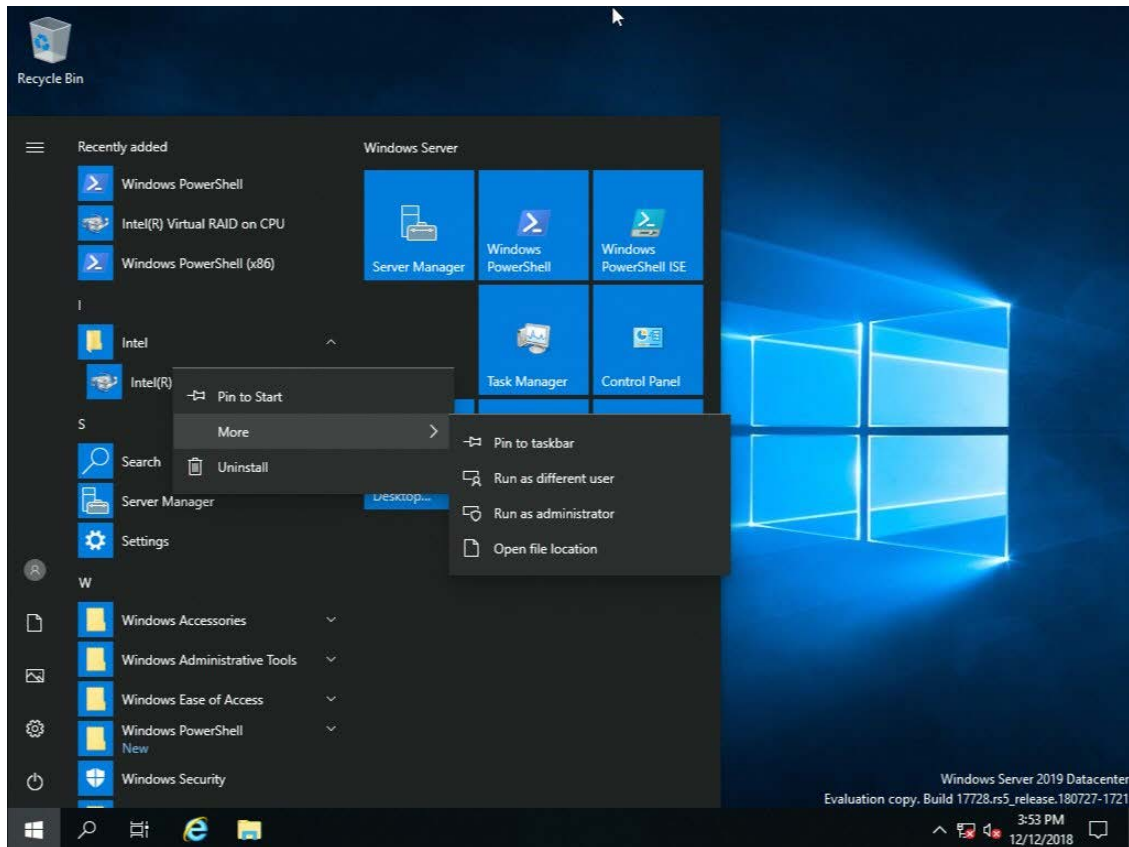 Recycle Bin
Recently added
Windows PowerShell
Intel(R) Virtual RAID on CPU
Windows PowerShell (x86)
I
Intel
Intel(R)
S
Search
Server Manager
Settings
W
Windows Accessories
Windows Administrative Tools
Windows Ease of Access
Windows PowerShell
New
Windows Security
Windows Server
Server Manager
Windows
PowerShell
Windows
PowerShell ISE
Task Manager
Control Panel
Desktop...
Pin to Start
More
Uninstall
Pin to taskbar
Run as different user
Run as administrator
Open file location
Windows Server 2019 Datacenter
Evaluation copy. Build 17728.rs5_release.180727-1721
3:53 PM
12/12/2018